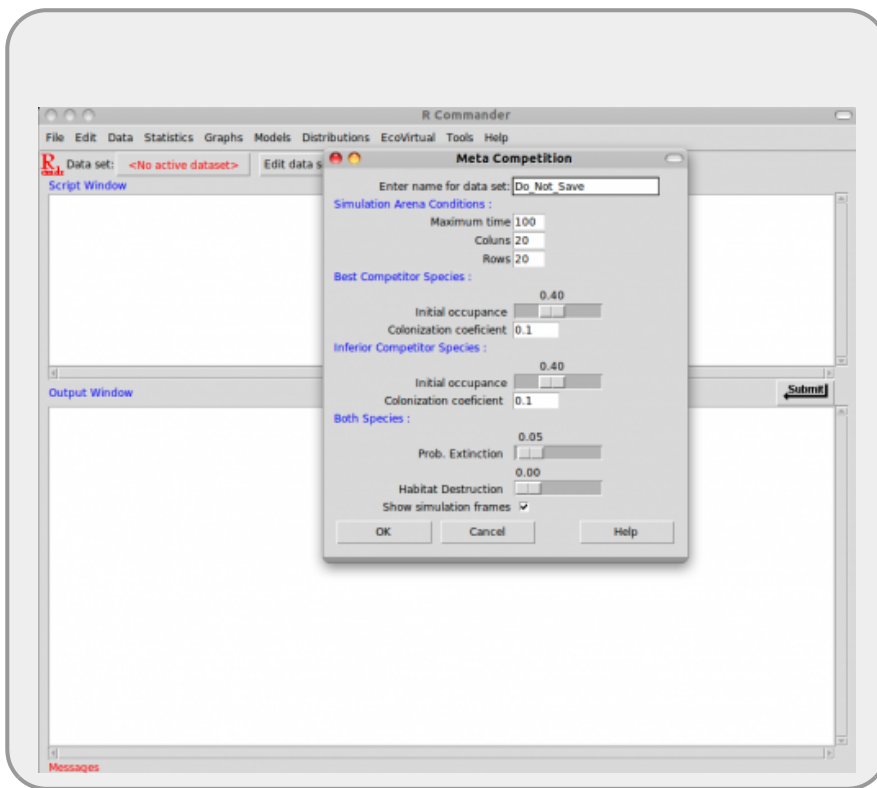 R Commander
File Edit Data Statistics Graphs Models Distributions EcoVirtual Tools Help
R Data set: <No active dataset> Edit data s
Script Window
Meta Competition
Enter name for data set: Do_Not_Save
Simulation Arena Conditions :
Maximum time 100
Coluns 20
Rows 20
Best Competitor Species :
0.40
Initial occupance
Colonization coeficient 0.1
Inferior Competitor Species :
0.40
Initial occupance
Colonization coeficient 0.1
Both Species :
0.05
Prob. Extinction
0.00
Habitat Destruction
Show simulation frames
OK Cancel Help
Output Window
Submit
Messages